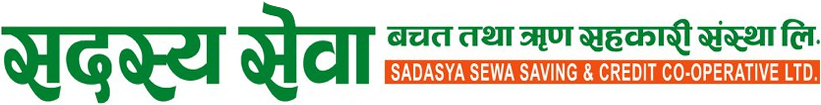 सदस्य सेवा
बचत तथा ऋण सहकारी संस्था लि.
SADASYA SEWA SAVING & CREDIT CO-OPERATIVE LTD.